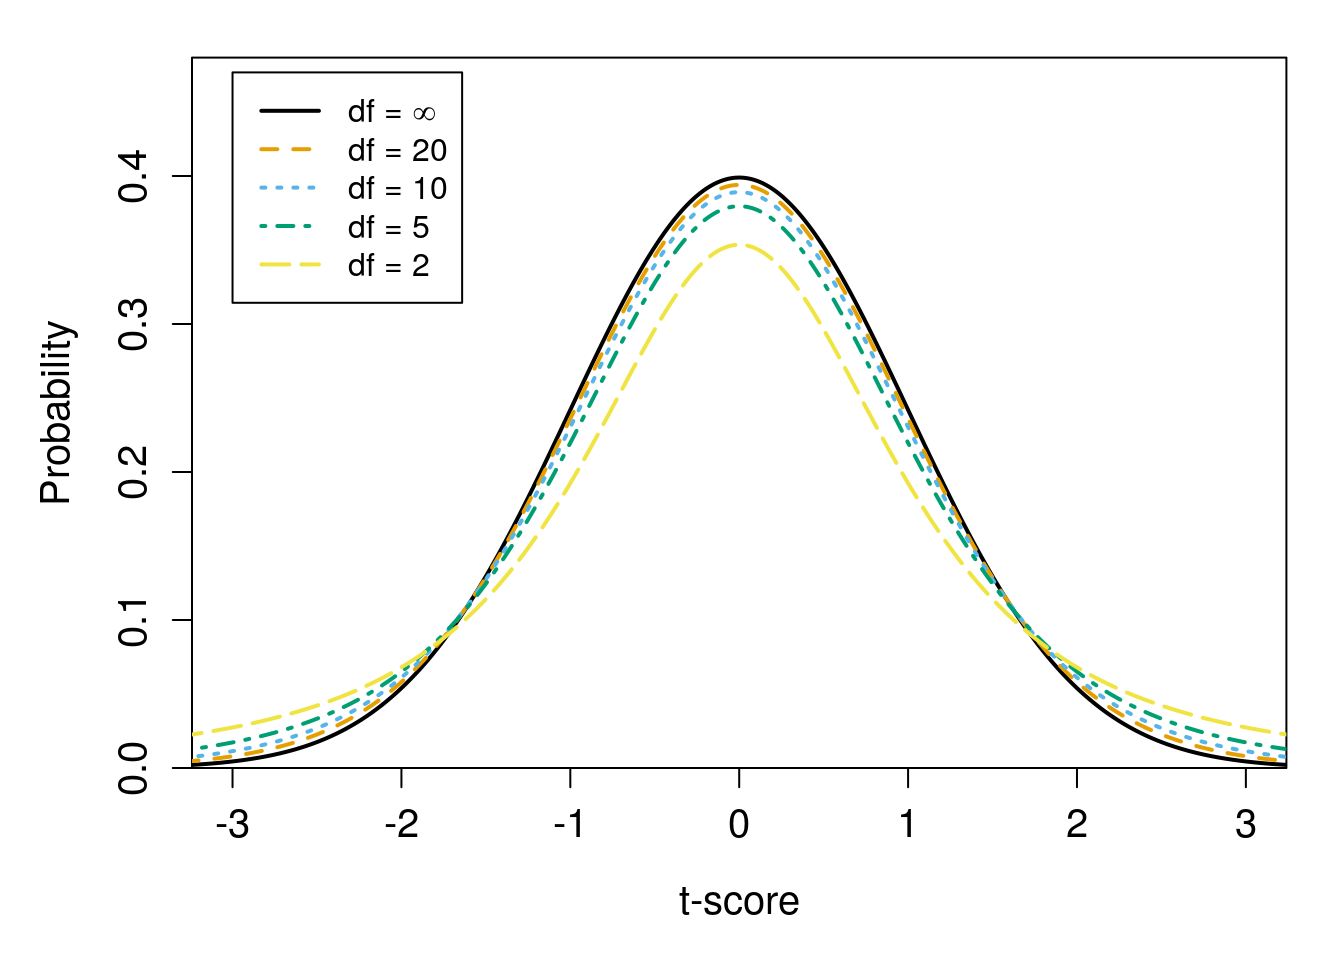 df = ∞
df = 20
df = 10
df = 5
df = 2
Probability
0.4
0.3
0.2
0.1
0.0
-3 -2 -1 0 1 2 3
t-score